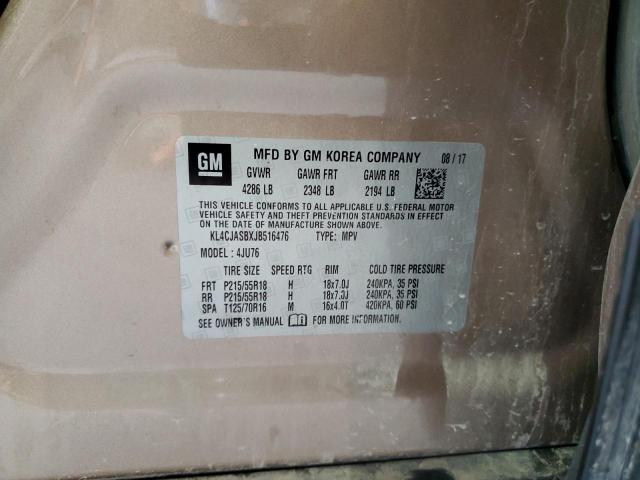 GM MFD BY GM KOREA COMPANY 08/17
GVWR GAWR FRT GAWR RR
4286 LB 2348 LB 2194 LB
THIS VEHICLE CONFORMS TO ALL APPLICABLE U.S. FEDERAL MOTOR
VEHICLE SAFETY AND THEFT PREVENTION STANDARDS IN EFFECT ON
THE DATE OF MANUFACTURE SHOWN ABOVE.
KL4CJASBXJB516476 TYPE: MPV
MODEL: 4JU76
TIRE SIZE SPEED RTG RIM COLD TIRE PRESSURE
FRT P215/55R18 H 18x7.0J 240KPA, 35 PSI
RR P215/55R18 H 18x7.0J 240KPA, 35 PSI
SPA T125/70R16 M 16x4.0T 420KPA, 60 PSI
SEE OWNER'S MANUAL FOR MORE INFORMATION.